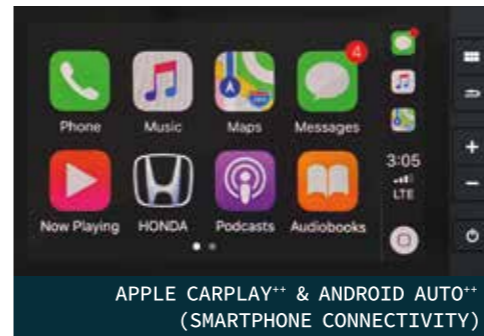 Phone Music Maps Messages
4
3:05
LTE
Now Playing HONDA Podcasts Audiobooks
APPLE CARPLAY⁺⁺ & ANDROID AUTO⁺⁺
(SMARTPHONE CONNECTIVITY)